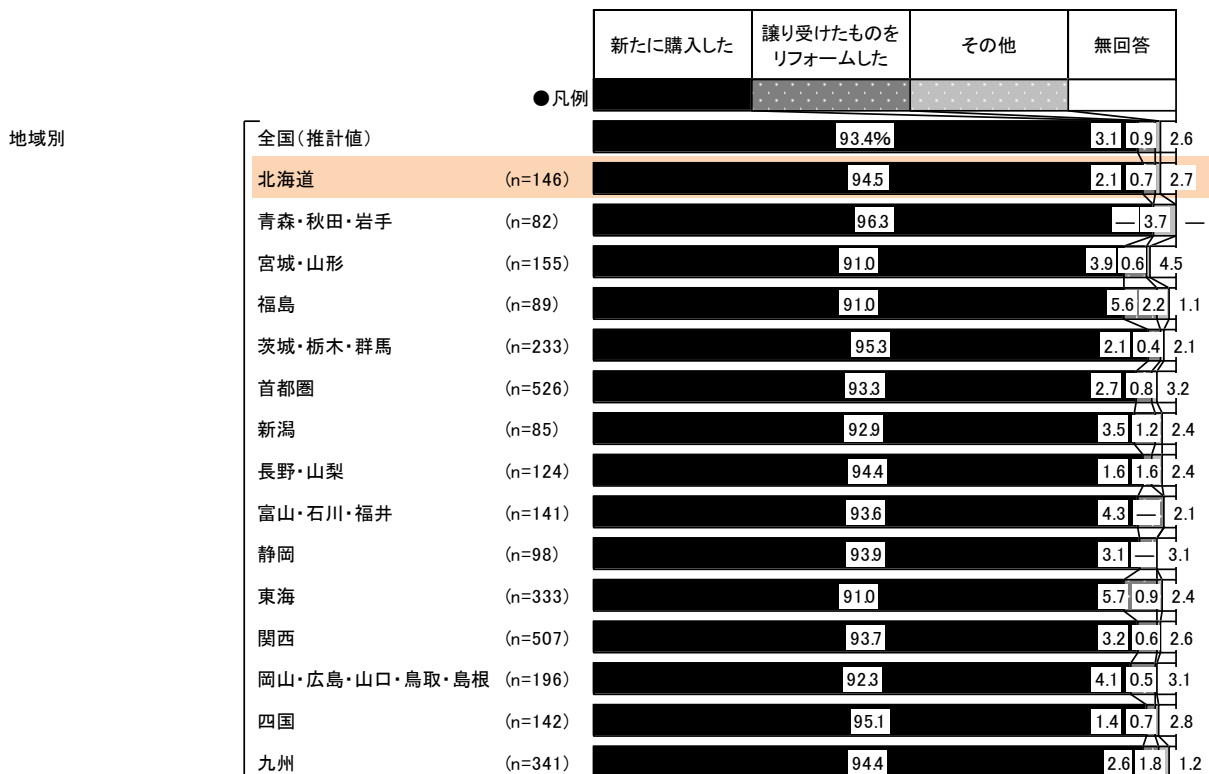 新たに購入した 譲り受けたものを その他 無回答
リフォームした
●凡例
地域別 全国(推計値) 93.4% 3.1 0.9 2.6
北海道 (n=146) 94.5 2.1 0.7 2.7
青森・秋田・岩手 (n=82) 96.3 — 3.7 —
宮城・山形 (n=155) 91.0 3.9 0.6 4.5
福島 (n=89) 91.0 5.6 2.2 1.1
茨城・栃木・群馬 (n=233) 95.3 2.1 0.4 2.1
首都圏 (n=526) 93.3 2.7 0.8 3.2
新潟 (n=85) 92.9 3.5 1.2 2.4
長野・山梨 (n=124) 94.4 1.6 1.6 2.4
富山・石川・福井 (n=141) 93.6 4.3 — 2.1
静岡 (n=98) 93.9 3.1 — 3.1
東海 (n=333) 91.0 5.7 0.9 2.4
関西 (n=507) 93.7 3.2 0.6 2.6
岡山・広島・山口・鳥取・島根 (n=196) 92.3 4.1 0.5 3.1
四国 (n=142) 95.1 1.4 0.7 2.8
九州 (n=341) 94.4 2.6 1.8 1.2